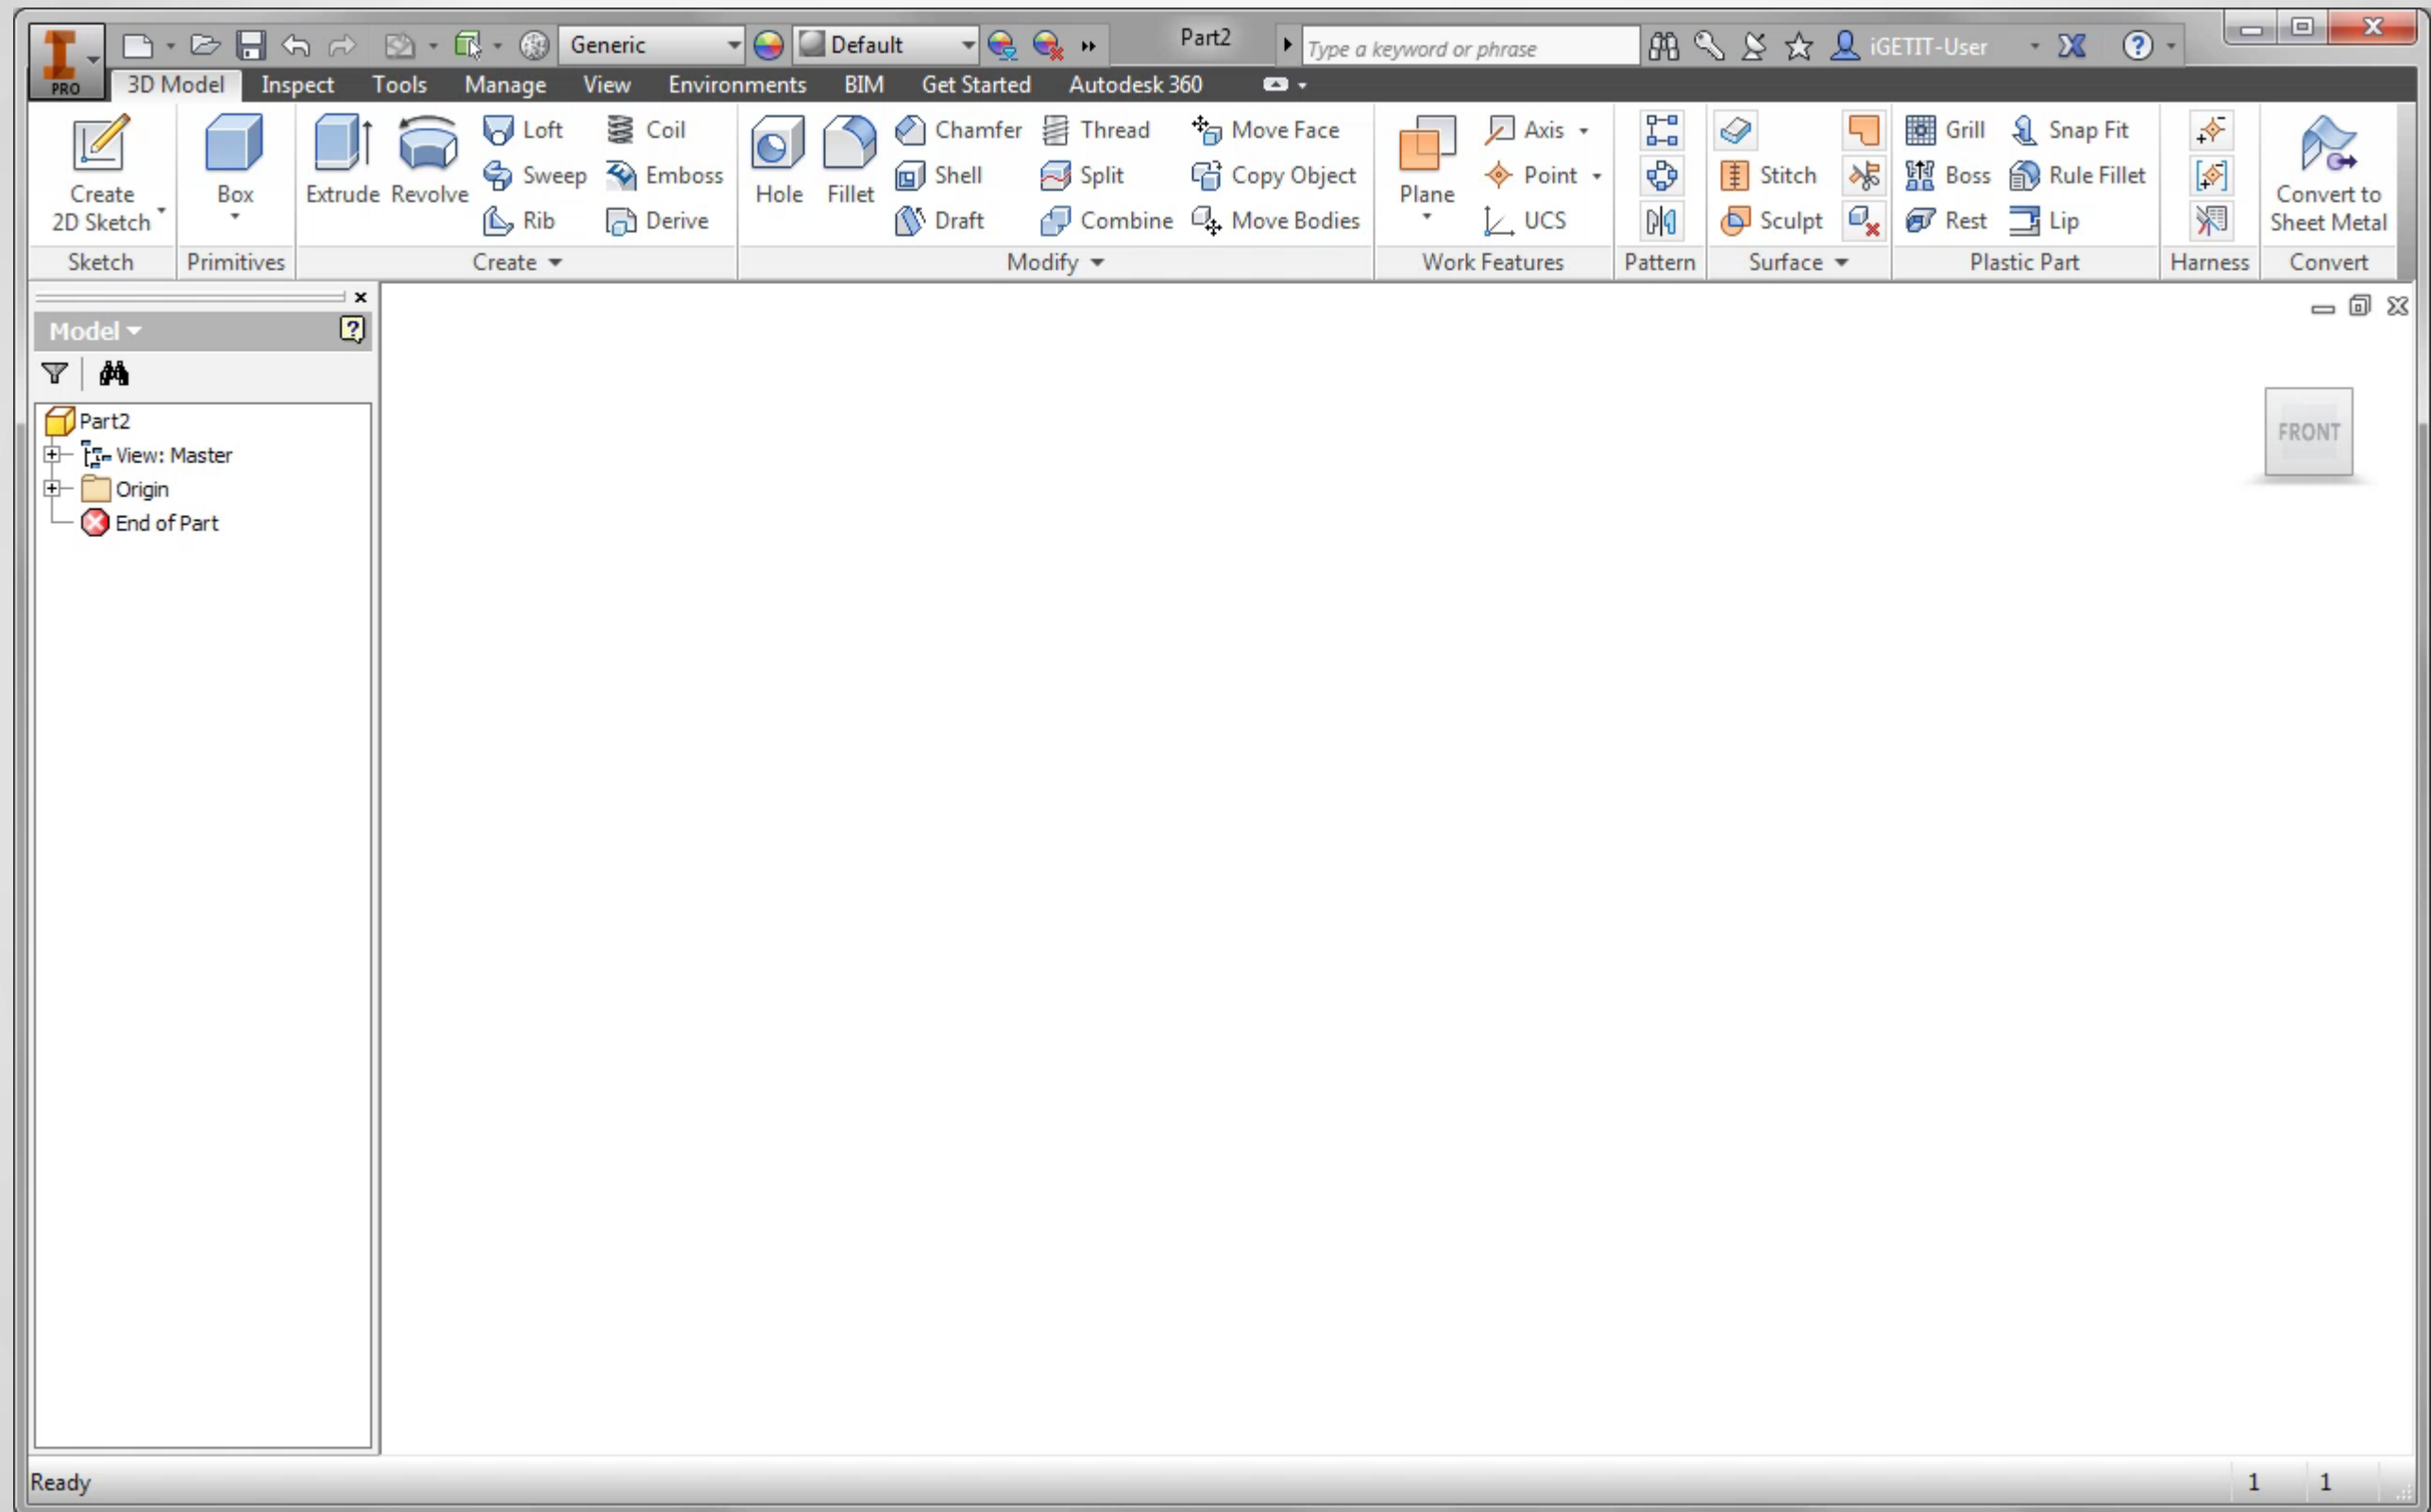 PRO
Generic
Default
Part2
Type a keyword or phrase
iGETIT-User
3D Model Inspect Tools Manage View Environments BIM Get Started Autodesk 360
Create
2D Sketch
Sketch
Box
Primitives
Extrude Revolve
Loft Coil
Sweep Emboss
Rib Derive
Create
Hole Fillet
Chamfer Thread Move Face
Shell Split Copy Object
Draft Combine Move Bodies
Modify
Plane
Axis
Point
UCS
Work Features
Pattern
Stitch
Sculpt
Surface
Grill Snap Fit
Boss Rule Fillet
Rest Lip
Plastic Part
Harness
Convert to
Sheet Metal
Convert
Model
Part2
View: Master
Origin
End of Part
FRONT
Ready
1 1